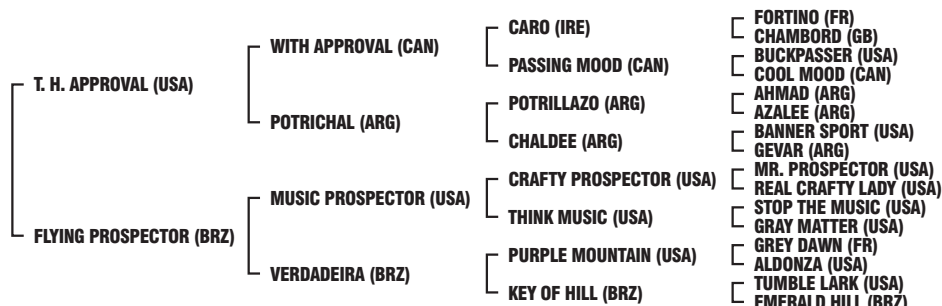 T. H. APPROVAL (USA)
FLYING PROSPECTOR (BRZ)
WITH APPROVAL (CAN)
POTRICHAL (ARG)
MUSIC PROSPECTOR (USA)
VERDADEIRA (BRZ)
CARO (IRE)
PASSING MOOD (CAN)
POTRILLAZO (ARG)
CHALDEE (ARG)
CRAFTY PROSPECTOR (USA)
THINK MUSIC (USA)
PURPLE MOUNTAIN (USA)
KEY OF HILL (BRZ)
FORTINO (FR)
CHAMBORD (GB)
BUCKPASSER (USA)
COOL MOOD (CAN)
AHMAD (ARG)
AZALEE (ARG)
BANNER SPORT (USA)
GEVAR (ARG)
MR. PROSPECTOR (USA)
REAL CRAFTY LADY (USA)
STOP THE MUSIC (USA)
GRAY MATTER (USA)
GREY DAWN (FR)
ALDONZA (USA)
TUMBLE LARK (USA)
EMERALD HILL (BRZ)